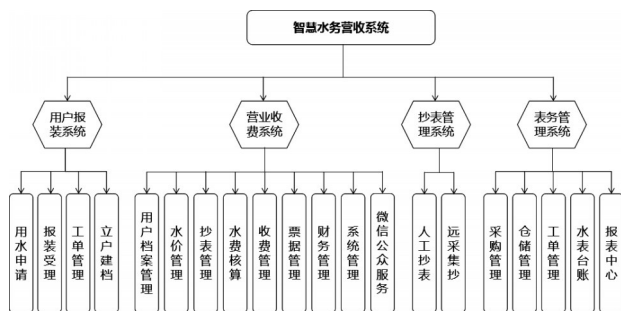 智慧水务营收系统
用户报
装系统
营业收
费系统
抄表管
理系统
表务管
理系统
用水申请
报装受理
工单管理
立户建档
用户档案管理
水价管理
抄表管理
水费核算
收费管理
票据管理
财务管理
系统管理
微信公众服务
人工抄表
远采集抄
采购管理
仓储管理
工单管理
水表台账
报表中心